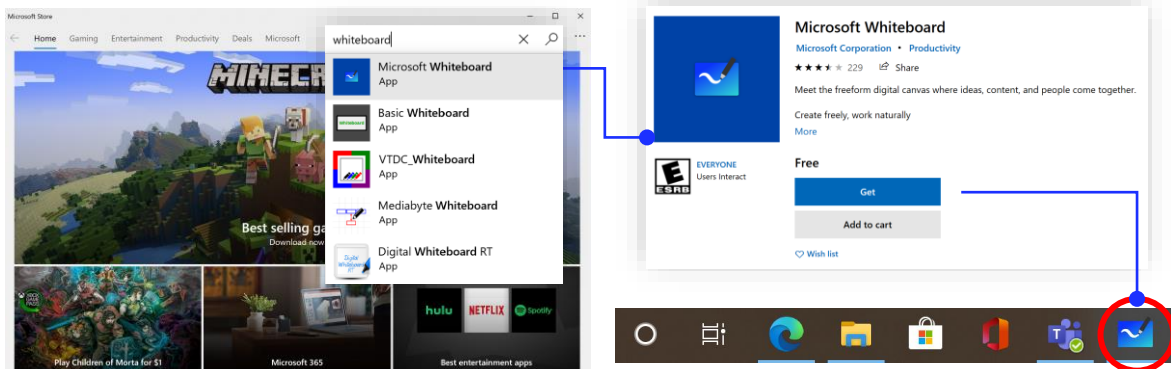 Microsoft Store
Home Gaming Entertainment Productivity Deals Microsoft
whiteboard
Microsoft Whiteboard
App
Basic Whiteboard
App
VTDC_Whiteboard
App
Mediabyte Whiteboard
App
Digital Whiteboard RT
App
MINECR
Best selling ga
Download now
XBOX
GAME
PASS
Play Children of Morta for $1
Microsoft 365
hulu NETFLIX Spotify
Best entertainment apps
Microsoft Whiteboard
Microsoft Corporation • Productivity
229 Share
Meet the freeform digital canvas where ideas, content, and people come together.
Create freely, work naturally
More
E
ESRB
EVERYONE
Users Interact
Free
Get
Add to cart
Wish list
T